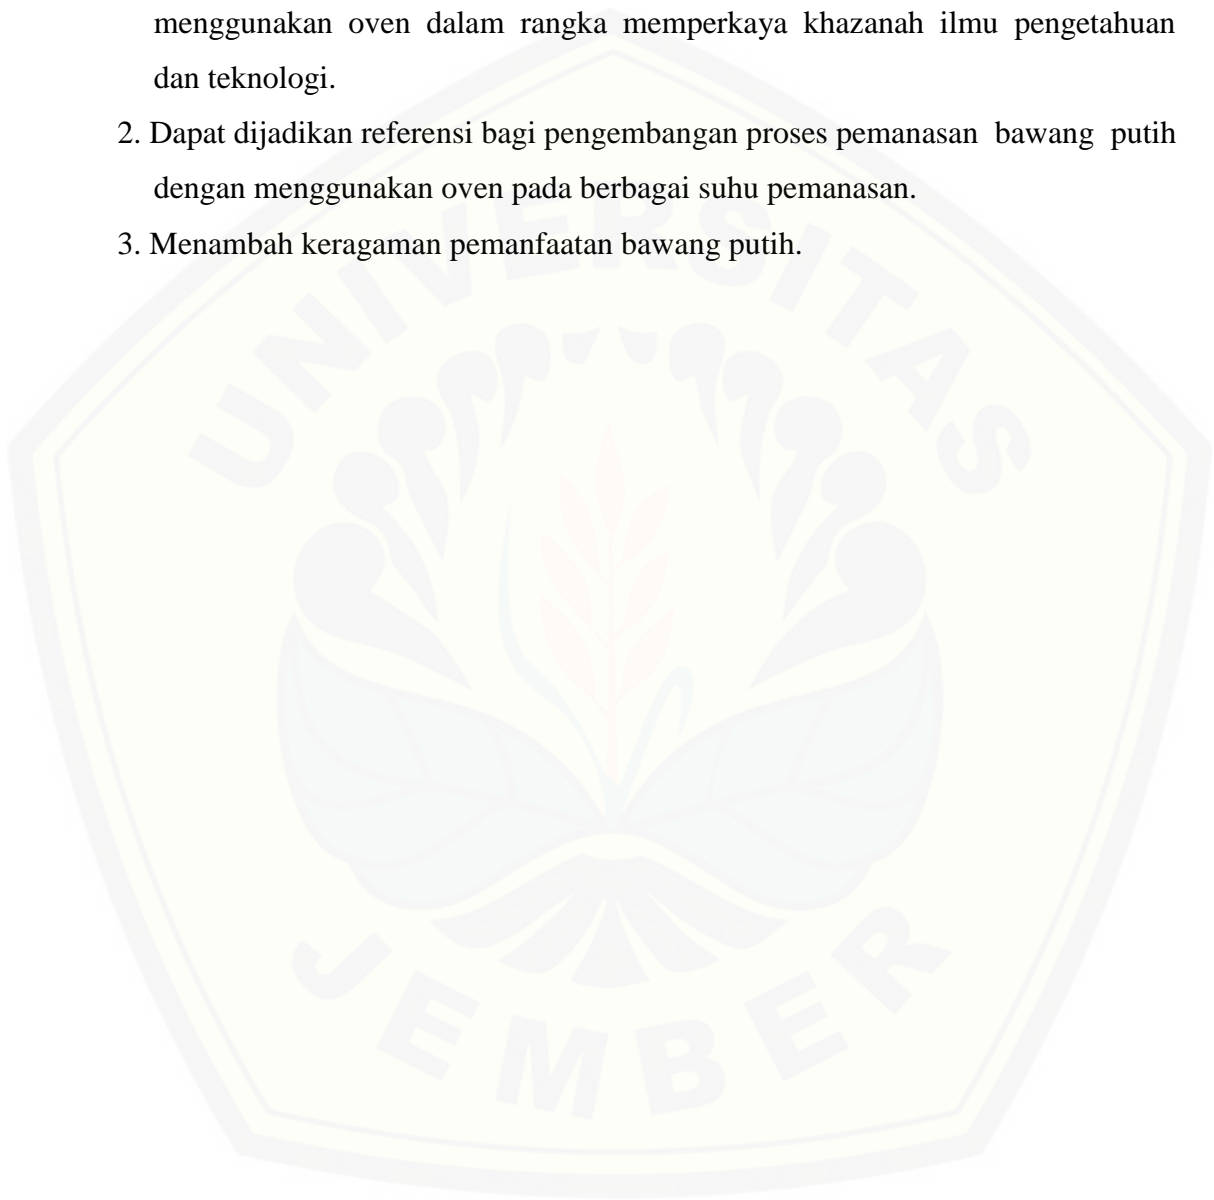 menggunakan oven dalam rangka memperkaya khazanah ilmu pengetahuan
dan teknologi.
2. Dapat dijadikan referensi bagi pengembangan proses pemanasan bawang putih
dengan menggunakan oven pada berbagai suhu pemanasan.
3. Menambah keragaman pemanfaatan bawang putih.
UNIVERSITAS
JEMBER